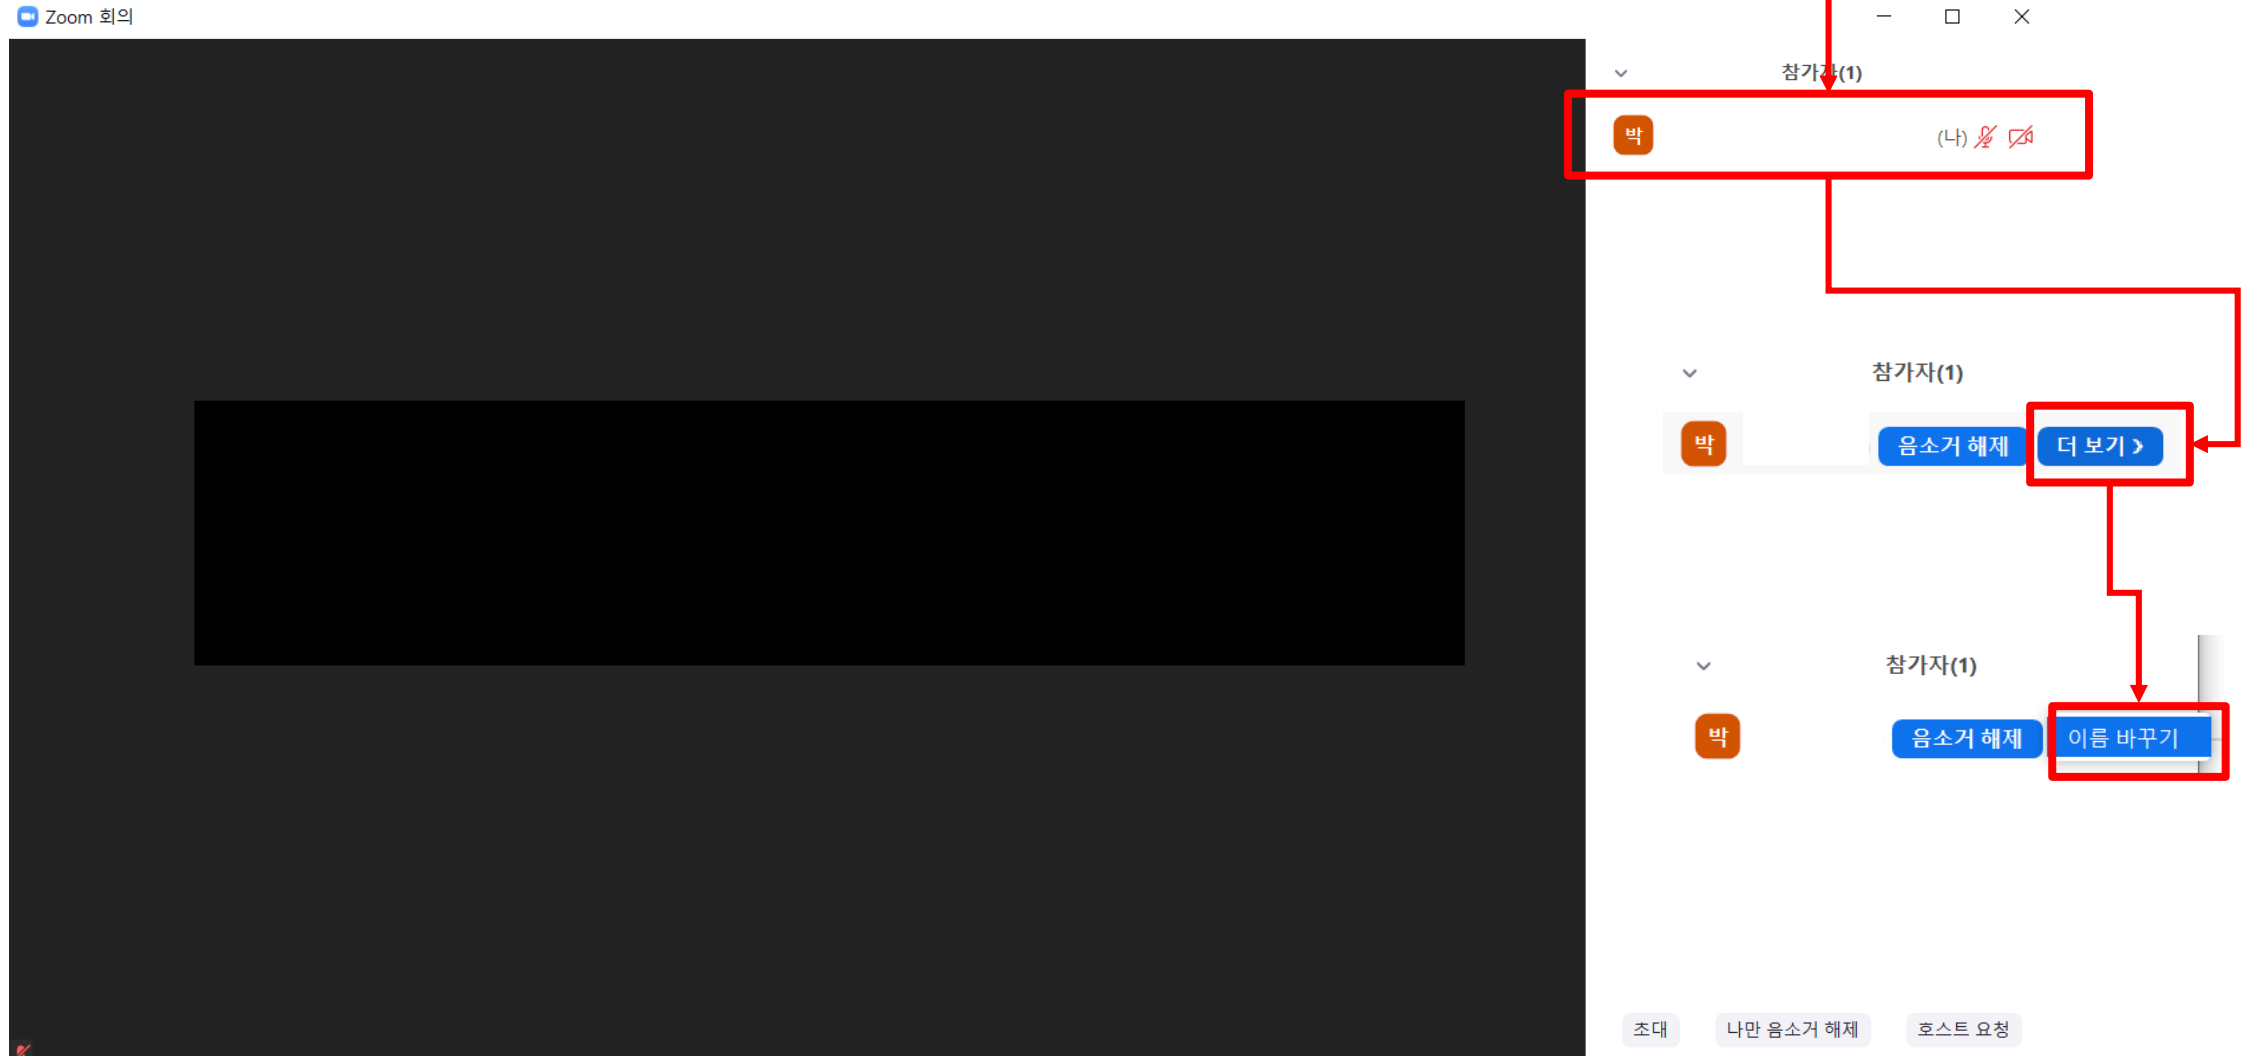 Zoom 회의
참가자(1)
박 (나)
참가자(1)
박 음소거 해제 더 보기 >
참가자(1)
박 음소거 해제 이름 바꾸기
초대 나만 음소거 해제 호스트 요청